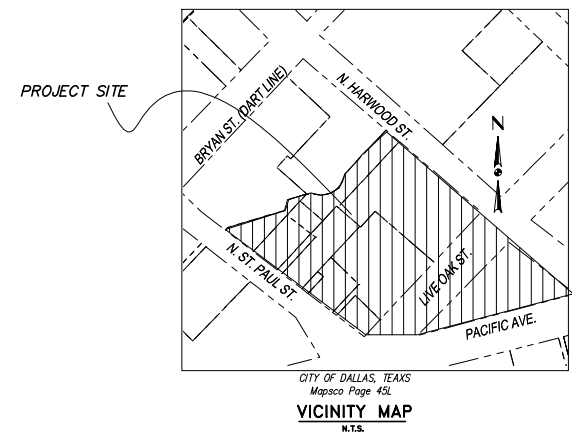 PROJECT SITE
BRYAN ST. (DART LINE)
N. HARWOOD ST.
N
N. ST. PAUL ST.
LIVE OAK ST.
PACIFIC AVE.
CITY OF DALLAS, TEAXS
Mapsco Page 45L
VICINITY MAP
N.T.S.